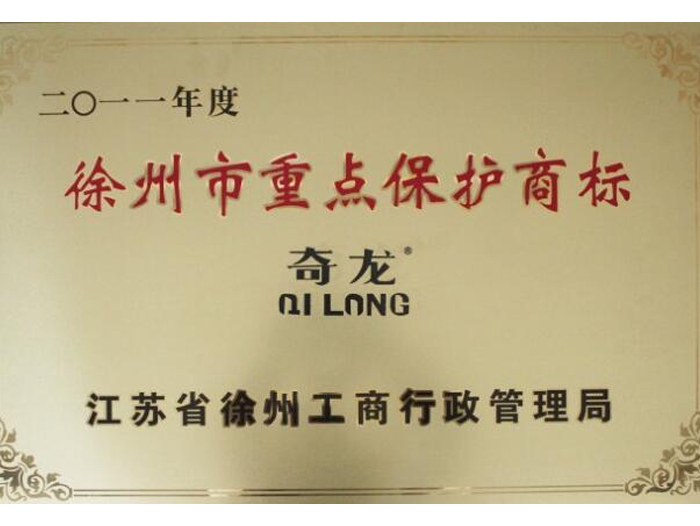 二〇一一年度
徐州市重点保护商标
奇龙®
QI LONG
江苏省徐州工商行政管理局